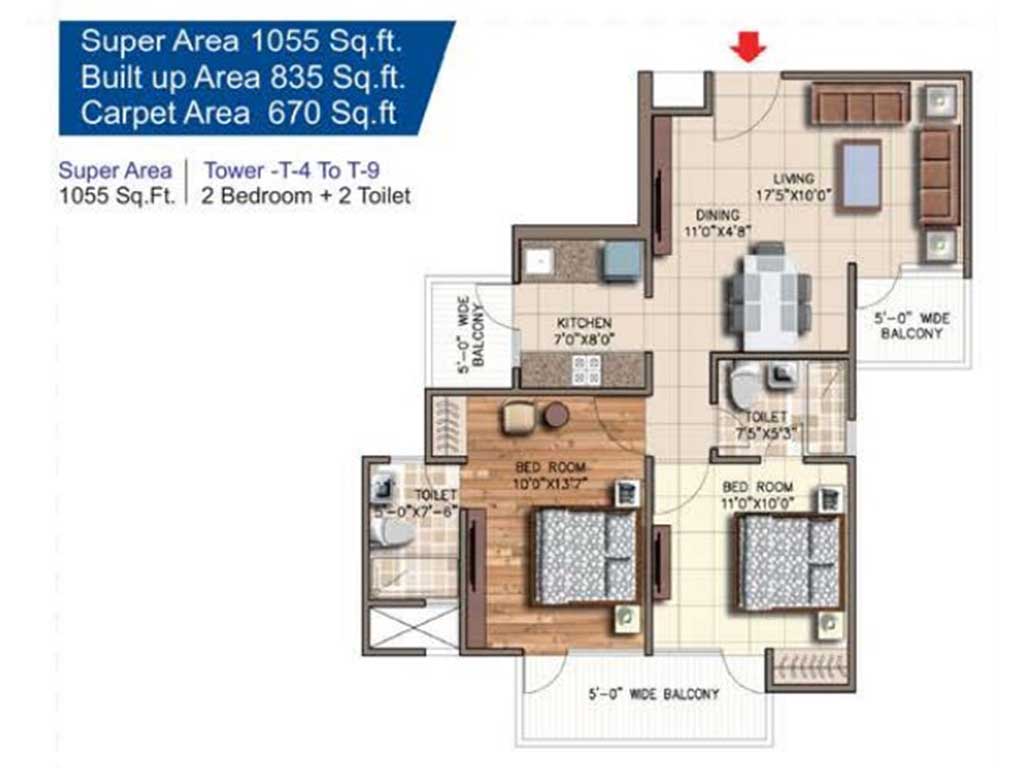 Super Area 1055 Sq.ft.
Built up Area 835 Sq.ft.
Carpet Area 670 Sq.ft
Super Area
1055 Sq.Ft.
Tower -T-4 To T-9
2 Bedroom + 2 Toilet
LIVING
17'5"X10'0"
DINING
11'0"X4'8"
5'-0" WIDE
BALCONY
KITCHEN
7'0"X8'0"
5'-0" WIDE
BALCONY
TOILET
7'5"X5'3"
BED ROOM
10'0"X13'7"
BED ROOM
11'0"X10'0"
TOILET
5'-0"X7'-6"
5'-0" WIDE BALCONY